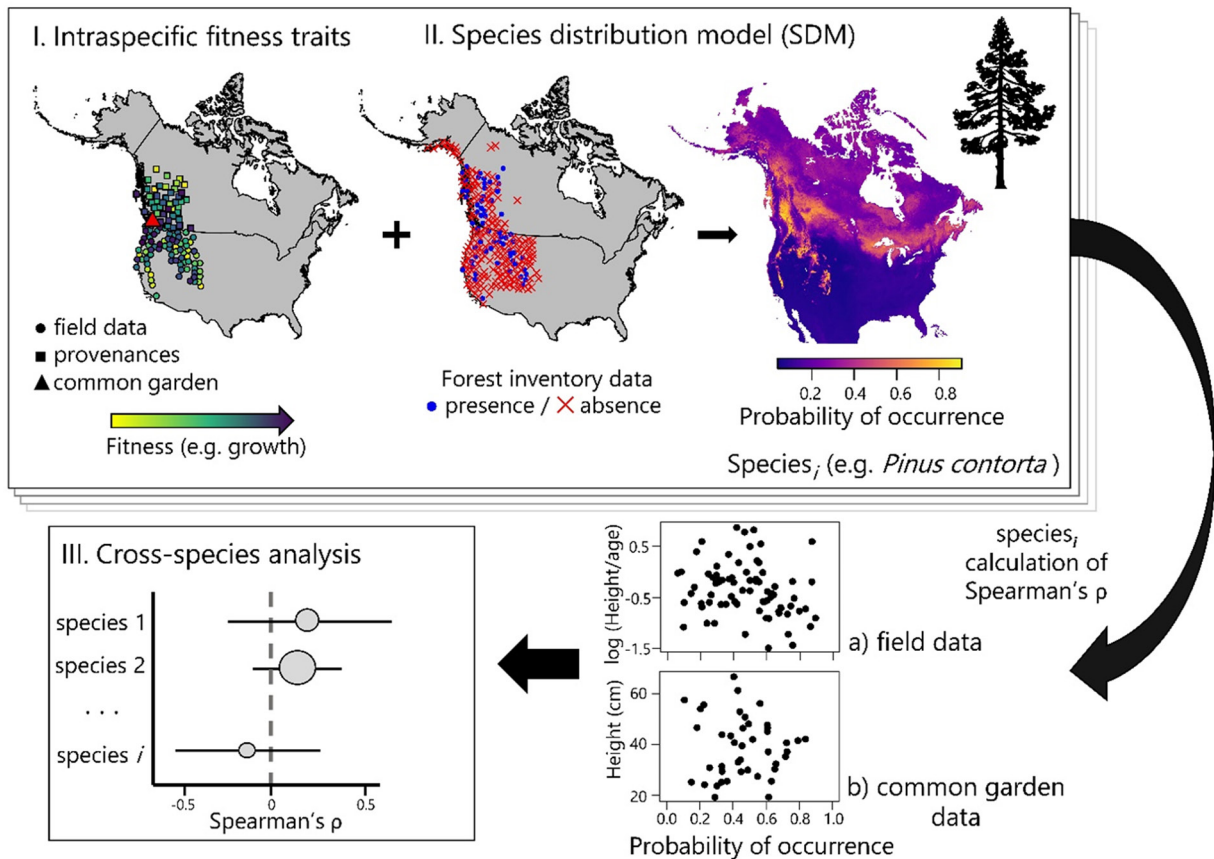 I. Intraspecific fitness traits
II. Species distribution model (SDM)
field data
provenances
common garden
Fitness (e.g. growth)
+
Forest inventory data
presence / absence
0.2 0.4 0.6 0.8
Probability of occurrence
Species i (e.g. Pinus contorta )
III. Cross-species analysis
species 1
species 2
. . .
species i
-0.5 0 0.5
Spearman's ρ
log (Height/age)
0.5
-0.5
-1.5
a) field data
Height (cm)
60
40
20
b) common garden
data
0.0 0.2 0.4 0.6 0.8 1.0
Probability of occurrence
species i
calculation of
Spearman's ρ